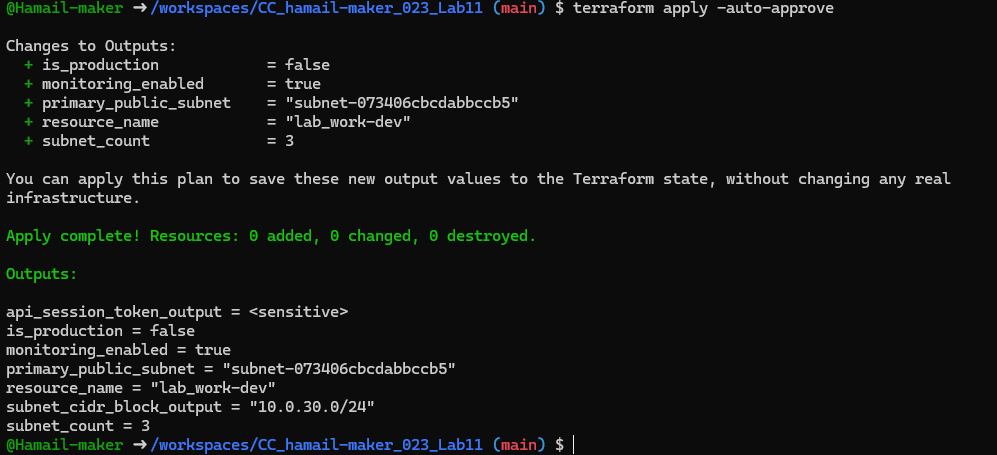 @Hamail-maker ➜ /workspaces/CC_hamail-maker_023_Lab11 (main) $ terraform apply -auto-approve
Changes to Outputs:
+ is_production = false
+ monitoring_enabled = true
+ primary_public_subnet = "subnet-073406cbcdabbccb5"
+ resource_name = "lab_work-dev"
+ subnet_count = 3
You can apply this plan to save these new output values to the Terraform state, without changing any real
infrastructure.
Apply complete! Resources: 0 added, 0 changed, 0 destroyed.
Outputs:
api_session_token_output = <sensitive>
is_production = false
monitoring_enabled = true
primary_public_subnet = "subnet-073406cbcdabbccb5"
resource_name = "lab_work-dev"
subnet_cidr_block_output = "10.0.30.0/24"
subnet_count = 3
@Hamail-maker ➜ /workspaces/CC_hamail-maker_023_Lab11 (main) $